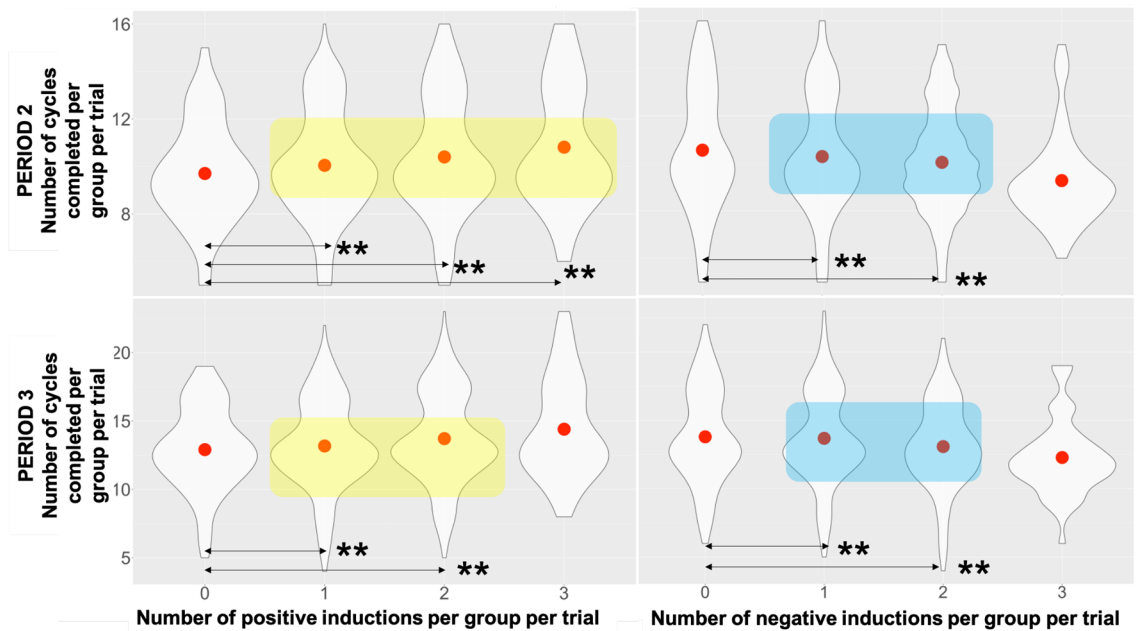 PERIOD 2
Number of cycles
completed per
group per trial
16
12
8
**
**
**
**
**
PERIOD 3
Number of cycles
completed per
group per trial
20
15
10
5
**
**
**
**
0 1 2 3
0 1 2 3
Number of positive inductions per group per trial
Number of negative inductions per group per trial